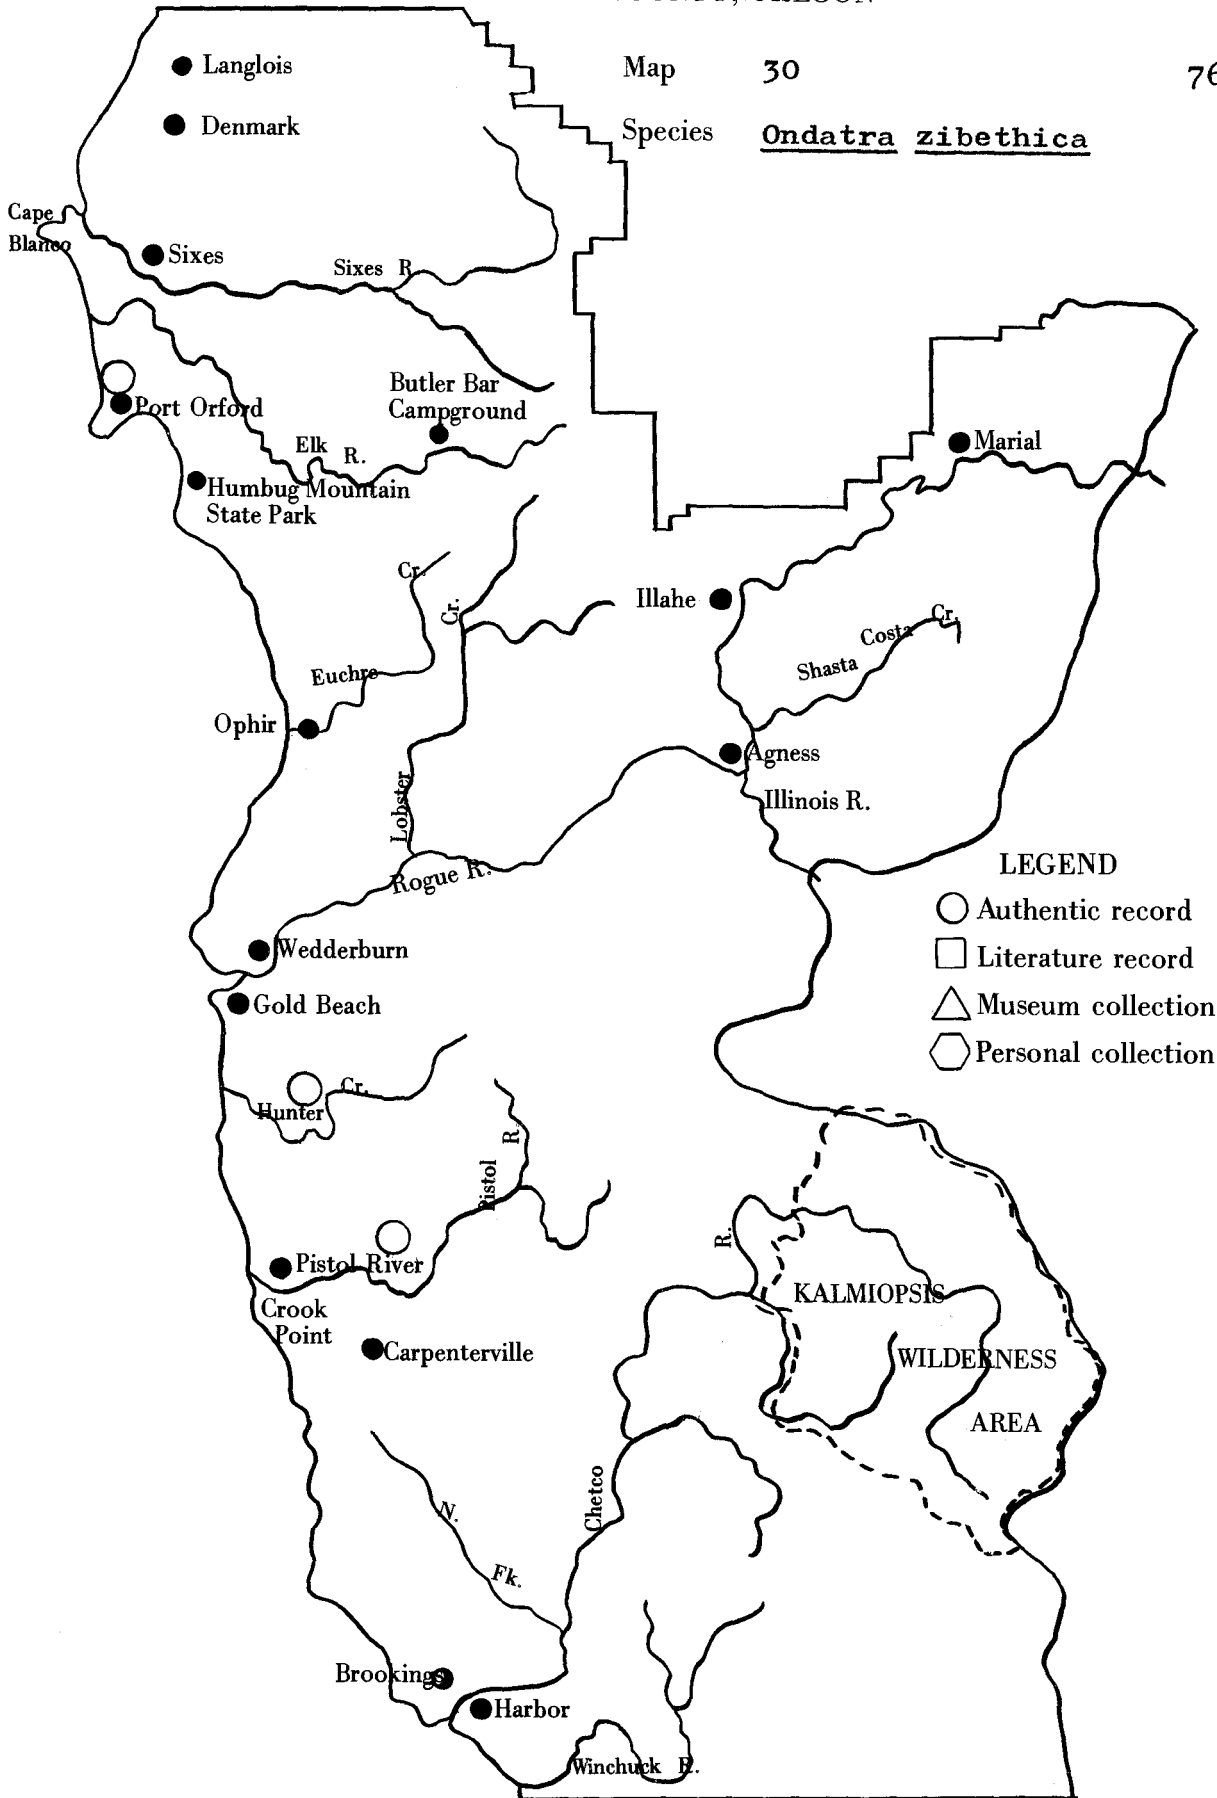 Map 30
Species Ondatra zibethica
Langlois
Denmark
Cape
Blanco
Sixes
Sixes R
Port Orford
Butler Bar
Campground
Elk R.
Humbug Mountain
State Park
Marial
Cr.
Cr.
Illahe
Shasta Costa Cr.
Euchre
Ophir
Agness
Illinois R.
Lobster
Rogue R.
LEGEND
Authentic record
Literature record
Museum collection
Personal collection
Wedderburn
Gold Beach
Hunter Cr.
Pistol R.
Pistol River
Crook
Point
Carpenterville
R.
KALMIOPSIS
WILDERNESS
AREA
Chetco
N.
Fk.
Brookings
Harbor
Winchuck R.